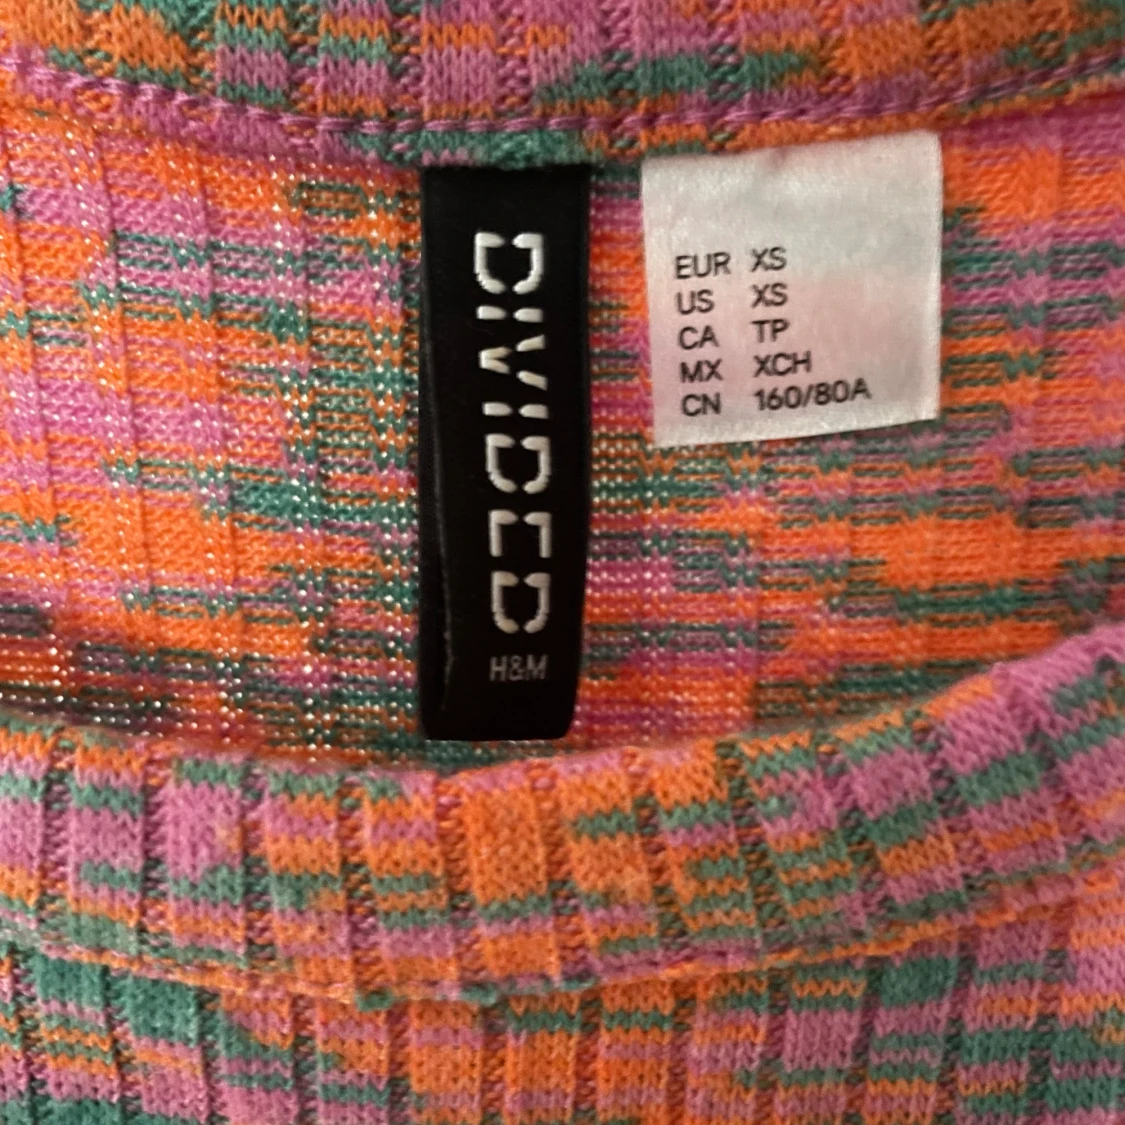 DIVIDED
H&M
EUR XS
US XS
CA TP
MX XCH
CN 160/80A